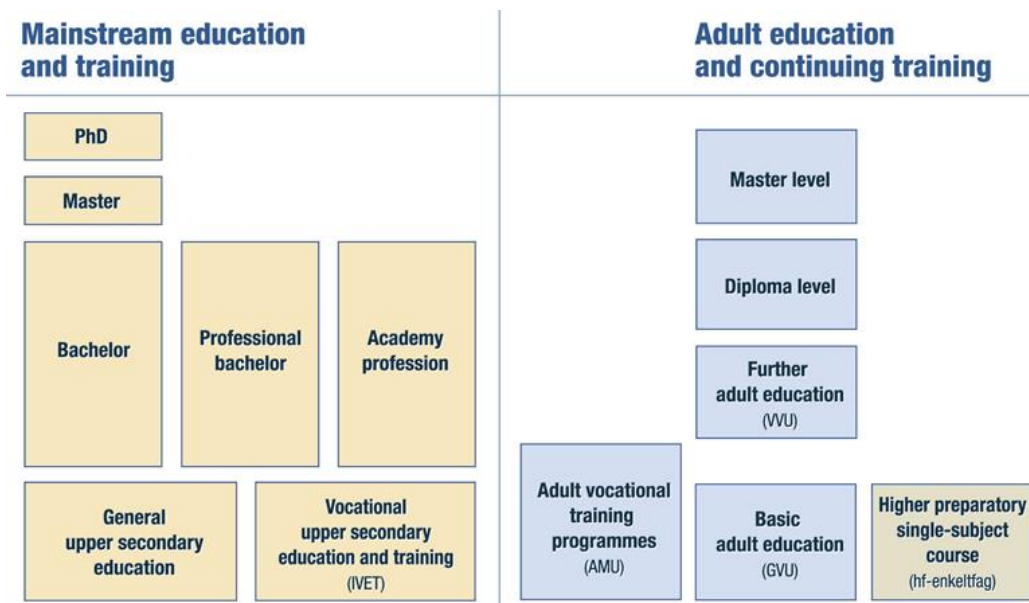 Mainstream education
and training
PhD
Master
Bachelor
Professional
bachelor
Academy
profession
General
upper secondary
education
Vocational
upper secondary
education and training
(IVET)
Adult education
and continuing training
Master level
Diploma level
Further
adult education
(VVU)
Adult vocational
training
programmes
(AMU)
Basic
adult education
(GVU)
Higher preparatory
single-subject
course
(hf-enkeltfag)